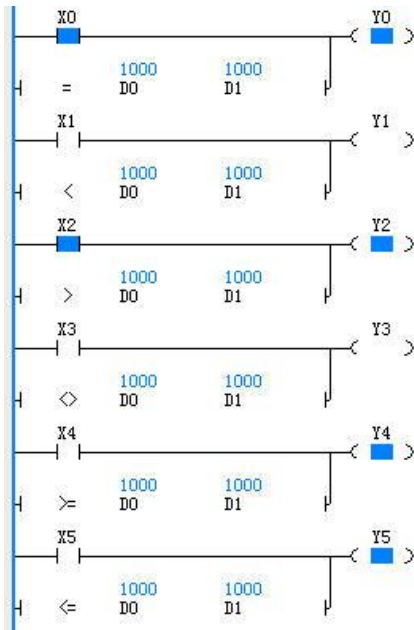 X0 Y0
1000 1000
= D0 D1
X1 Y1
1000 1000
< D0 D1
X2 Y2
1000 1000
> D0 D1
X3 Y3
1000 1000
<> D0 D1
X4 Y4
1000 1000
>= D0 D1
X5 Y5
1000 1000
<= D0 D1